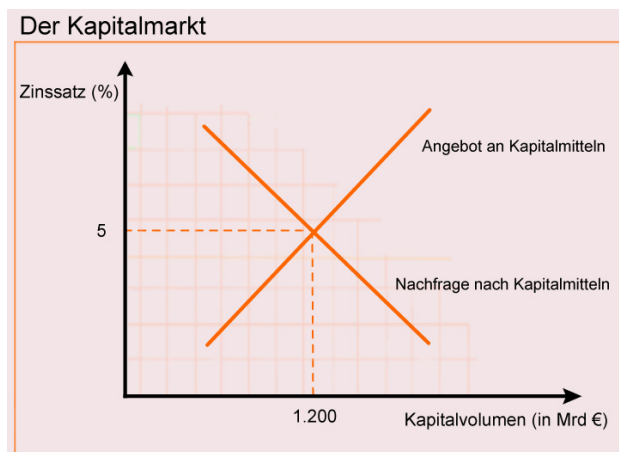 Der Kapitalmarkt
Zinssatz (%)
Angebot an Kapitalmitteln
5
Nachfrage nach Kapitalmitteln
1.200
Kapitalvolumen (in Mrd €)